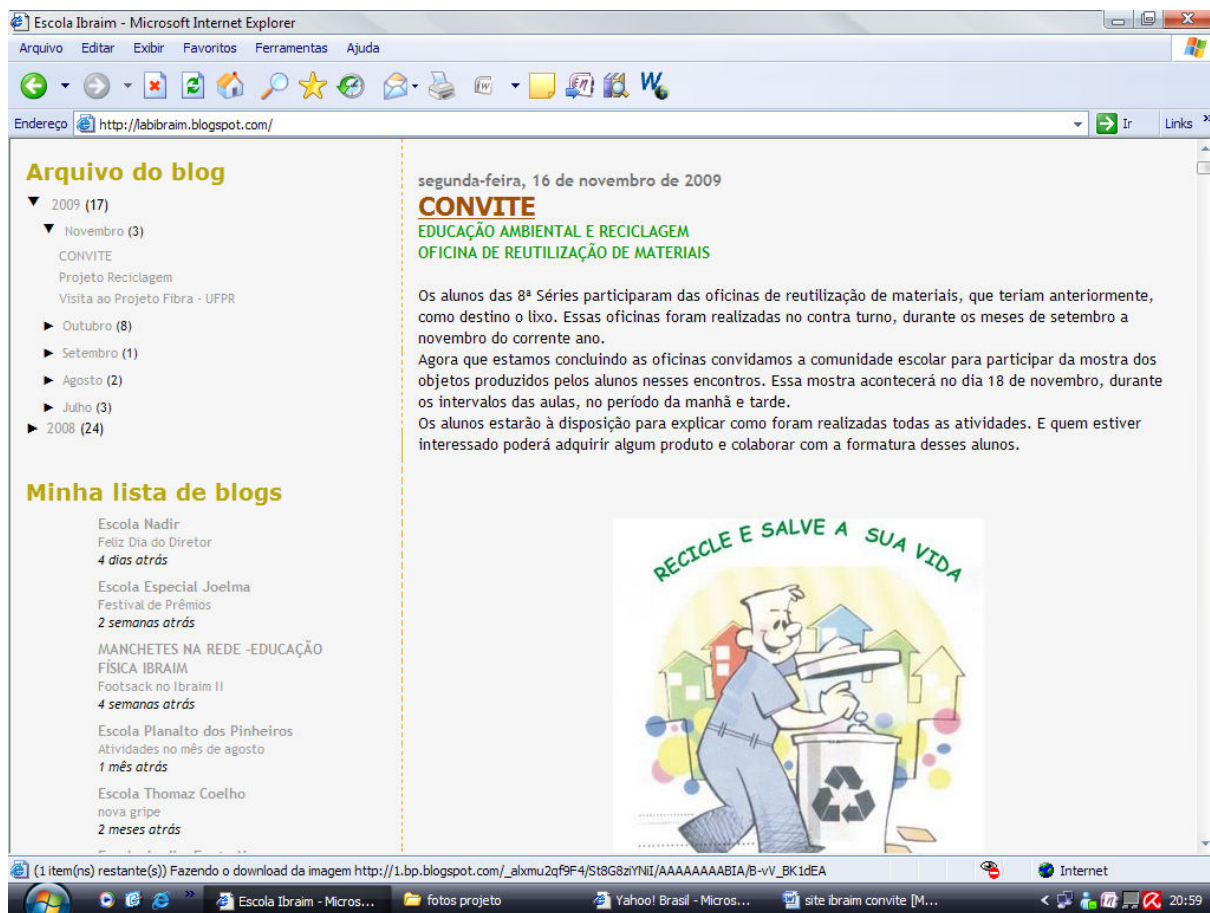 Escola Ibraim - Microsoft Internet Explorer
Arquivo Editar Exibir Favoritos Ferramentas Ajuda
Endereço http://labibraim.blogspot.com/ Ir Links
Arquivo do blog
▼ 2009 (17)
▼ Novembro (3)
CONVITE
Projeto Reciclagem
Visita ao Projeto Fibra - UFPR
► Outubro (8)
► Setembro (1)
► Agosto (2)
► Julho (3)
► 2008 (24)
Minha lista de blogs
Escola Nadir
Feliz Dia do Diretor
4 dias atrás
Escola Especial Joelma
Festival de Prêmios
2 semanas atrás
MANCHETES NA REDE -EDUCAÇÃO
FÍSICA IBRAIM
Footsack no Ibraim II
4 semanas atrás
Escola Planalto dos Pinheiros
Atividades no mês de agosto
1 mês atrás
Escola Thomaz Coelho
nova gripe
2 meses atrás
segunda-feira, 16 de novembro de 2009
CONVITE
EDUCAÇÃO AMBIENTAL E RECICLAGEM
OFICINA DE REUTILIZAÇÃO DE MATERIAIS
Os alunos das 8ª Séries participaram das oficinas de reutilização de materiais, que teriam anteriormente,
como destino o lixo. Essas oficinas foram realizadas no contra turno, durante os meses de setembro a
novembro do corrente ano.
Agora que estamos concluindo as oficinas convidamos a comunidade escolar para participar da mostra dos
objetos produzidos pelos alunos nesses encontros. Essa mostra acontecerá no dia 18 de novembro, durante
os intervalos das aulas, no período da manhã e tarde.
Os alunos estarão à disposição para explicar como foram realizadas todas as atividades. E quem estiver
interessado poderá adquirir algum produto e colaborar com a formatura desses alunos.
RECICLE E SALVE A SUA VIDA
(1 item(ns) restante(s)) Fazendo o download da imagem http://1.bp.blogspot.com/_alxmu2qf9F4/St8G8ziYNiI/AAAAAAAABIA/B-vV_BK1dEA Internet
Escola Ibraim - Micros... fotos projeto Yahoo! Brasil - Micros... site ibraim convite [M... 20:59